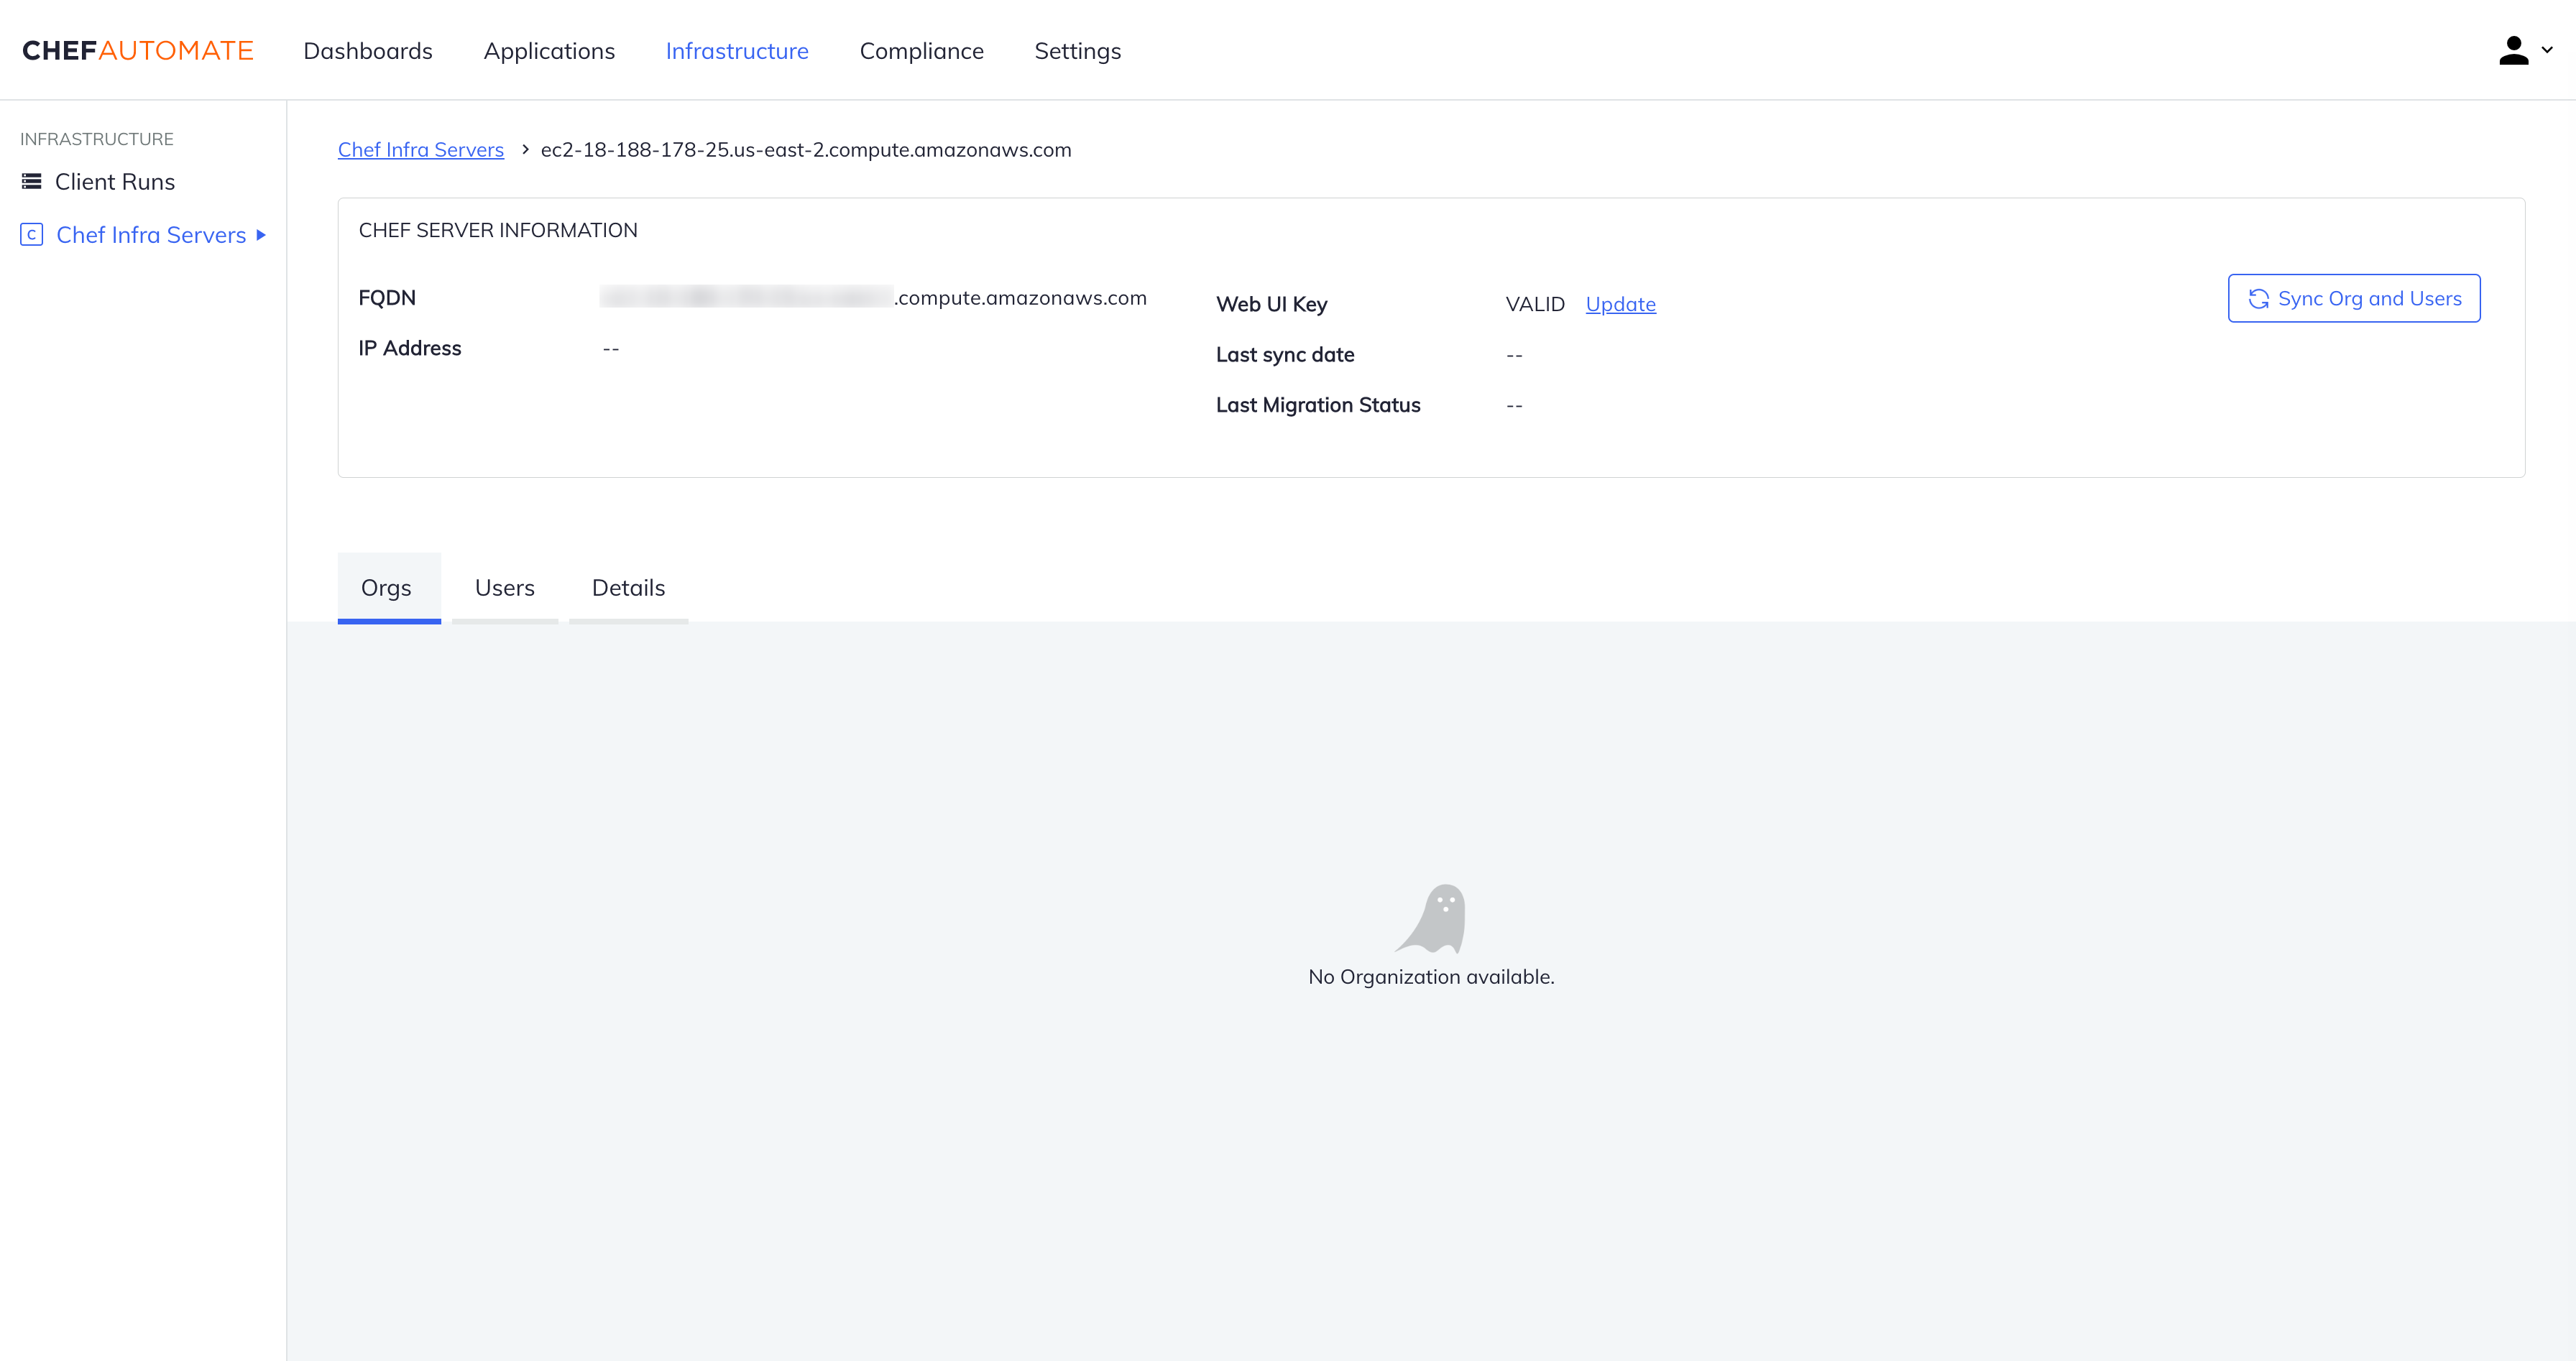 CHEFAUTOMATE Dashboards Applications Infrastructure Compliance Settings
INFRASTRUCTURE
Client Runs
C Chef Infra Servers
Chef Infra Servers > ec2-18-188-178-25.us-east-2.compute.amazonaws.com
CHEF SERVER INFORMATION
FQDN .compute.amazonaws.com
IP Address --
Web UI Key VALID Update
Last sync date --
Last Migration Status --
Sync Org and Users
Orgs Users Details
No Organization available.